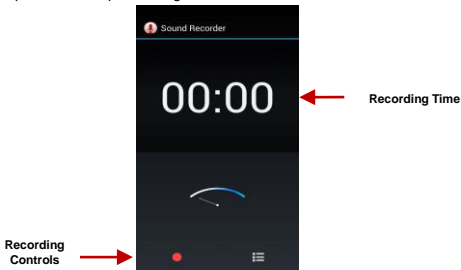 Sound Recorder
00:00
Recording Time
Recording
Controls